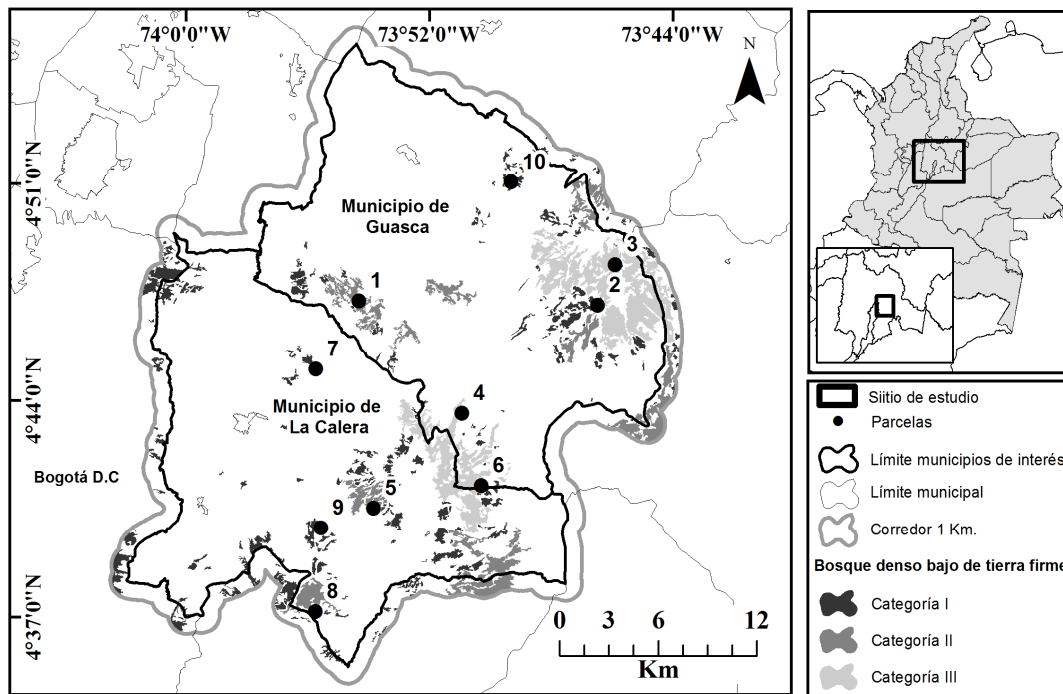 74°0'0"W 73°52'0"W 73°44'0"W
N
4°51'0"N
4°44'0"N
4°37'0"N
10
Municipio de
Guasca
3
2
1
7
4
Municipio de
La Calera
6
Bogotá D.C
5
9
8
0 3 6 12
Km
Siitio de estudio
Parcelas
Límite municipios de interés
Límite municipal
Corredor 1 Km.
Bosque denso bajo de tierra firme
Categoría I
Categoría II
Categoría III